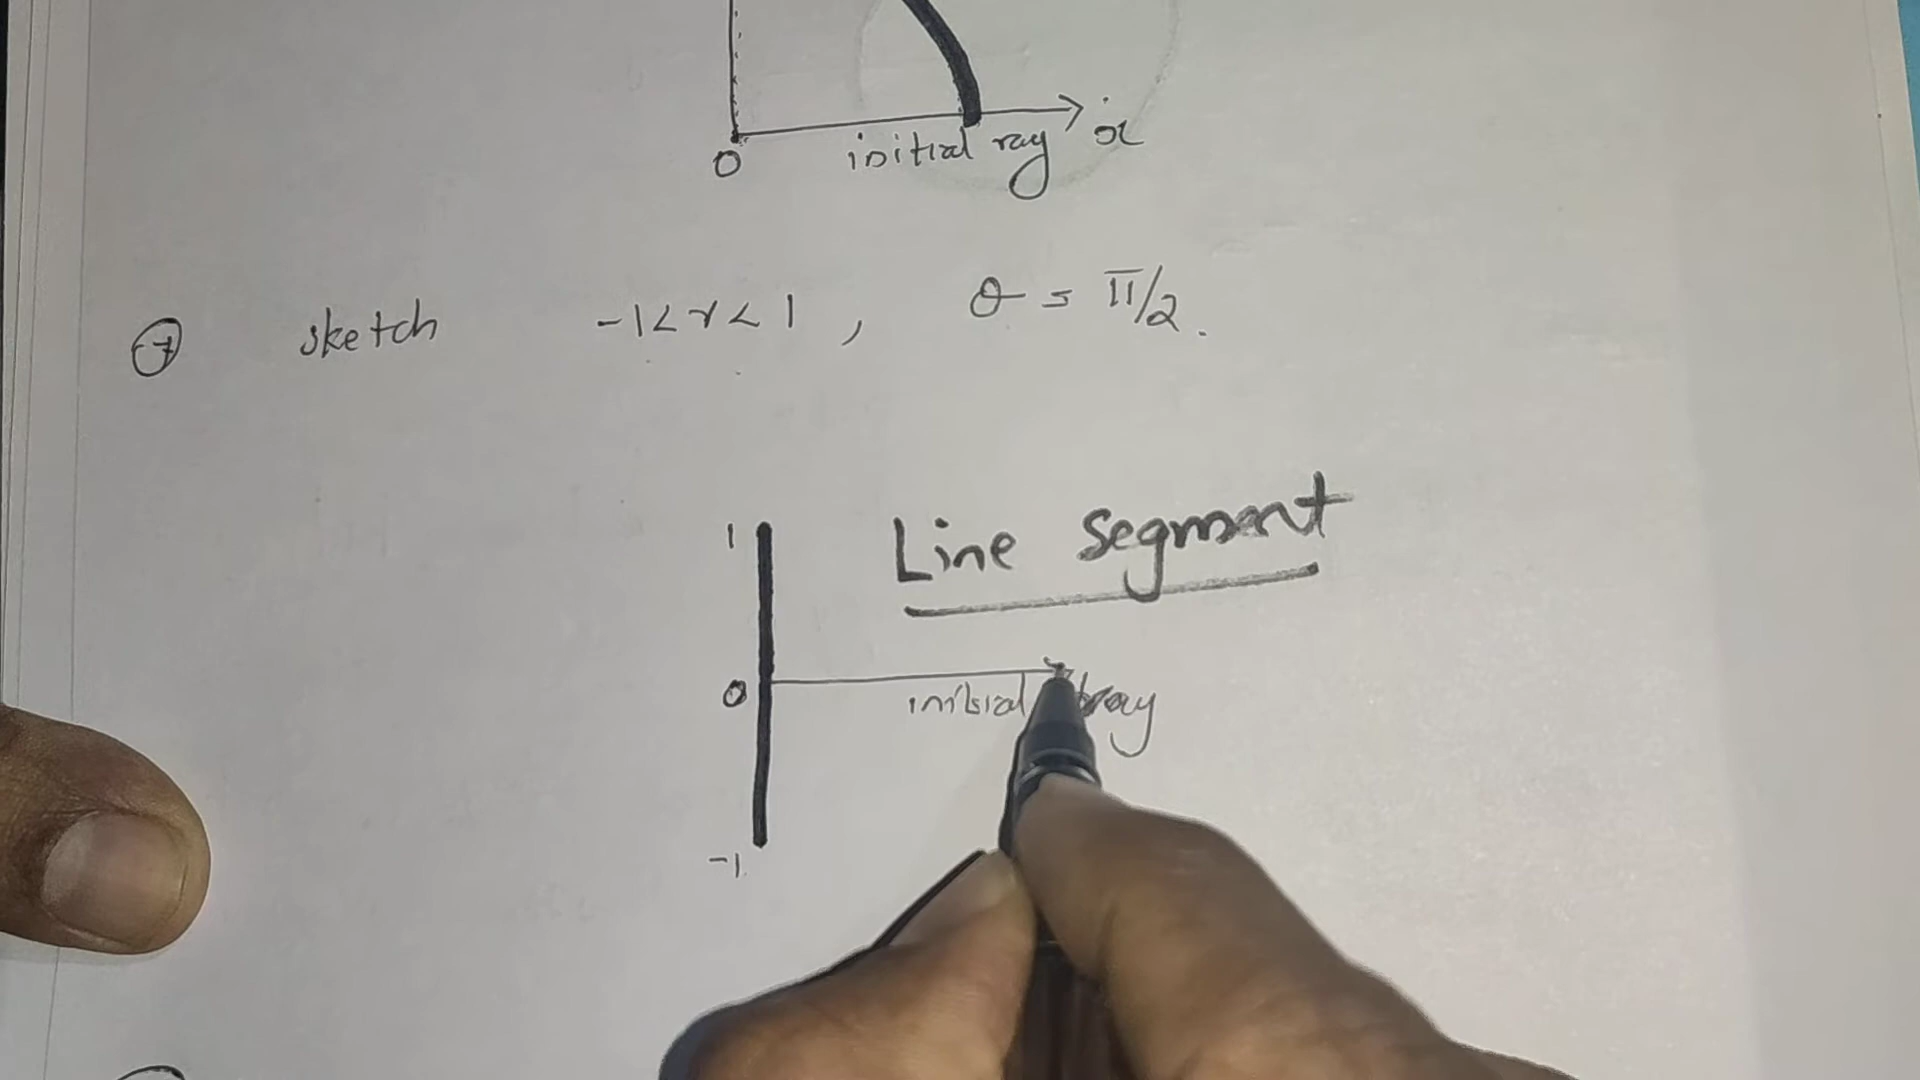 0 initial ray x
7 sketch -1<r<1, θ = π/2.
1 Line Segment
0 initial ray
-1